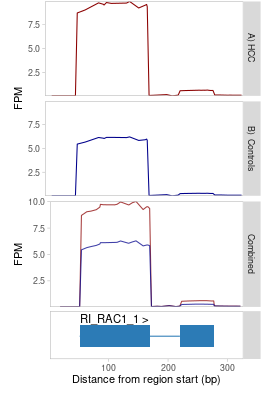 7.5
5.0
2.5
FPM
A) HCC
7.5
5.0
2.5
B) Controls
10.0
7.5
5.0
2.5
FPM
Combined
RI_RAC1_1 >
100
200
300
Distance from region start (bp)